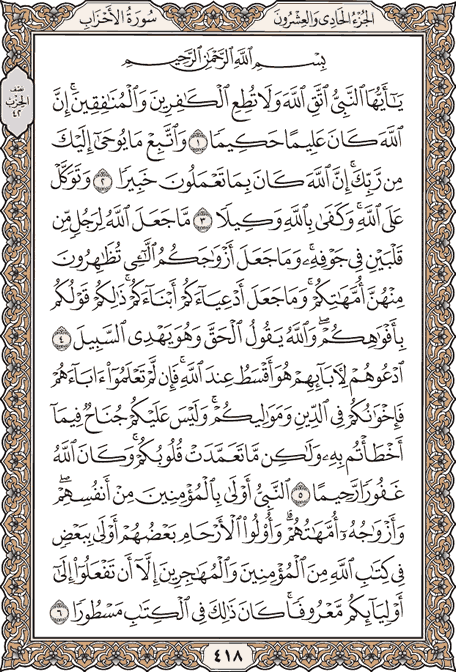 سُورَةُ الأَحْزَابِ
الجُزْءُ الحَادِى وَالعِشْرُونَ
نصف
الحزب
٤٢
بِسْمِ ٱللَّهِ ٱلرَّحْمَٰنِ ٱلرَّحِيمِ
يَٰٓأَيُّهَا ٱلنَّبِىُّ ٱتَّقِ ٱللَّهَ وَلَا تُطِعِ ٱلْكَٰفِرِينَ وَٱلْمُنَٰفِقِينَ ۗ إِنَّ
ٱللَّهَ كَانَ عَلِيمًا حَكِيمًا ١ وَٱتَّبِعْ مَا يُوحَىٰٓ إِلَيْكَ
مِن رَّبِّكَ ۚ إِنَّ ٱللَّهَ كَانَ بِمَا تَعْمَلُونَ خَبِيرًا ٢ وَتَوَكَّلْ
عَلَى ٱللَّهِ ۚ وَكَفَىٰ بِٱللَّهِ وَكِيلًا ٣ مَّا جَعَلَ ٱللَّهُ لِرَجُلٍ مِّن
قَلْبَيْنِ فِى جَوْفِهِۦ ۚ وَمَا جَعَلَ أَزْوَٰجَكُمُ ٱلَّٰٓـِٔى تُظَٰهِرُونَ
مِنْهُنَّ أُمَّهَٰتِكُمْ ۚ وَمَا جَعَلَ أَدْعِيَآءَكُمْ أَبْنَآءَكُمْ ۚ ذَٰلِكُمْ قَوْلُكُم
بِأَفْوَٰهِكُمْ ۖ وَٱللَّهُ يَقُولُ ٱلْحَقَّ وَهُوَ يَهْدِى ٱلسَّبِيلَ ٤
ٱدْعُوهُمْ لِءَابَآئِهِمْ هُوَ أَقْسَطُ عِندَ ٱللَّهِ ۚ فَإِن لَّمْ تَعْلَمُوٓا۟ ءَابَآءَهُمْ
فَإِخْوَٰنُكُمْ فِى ٱلدِّينِ وَمَوَٰلِيكُمْ ۚ وَلَيْسَ عَلَيْكُمْ جُنَاحٌ فِيمَآ
أَخْطَأْتُم بِهِۦ وَلَٰكِن مَّا تَعَمَّدَتْ قُلُوبُكُمْ ۚ وَكَانَ ٱللَّهُ
غَفُورًا رَّحِيمًا ٥ ٱلنَّبِىُّ أَوْلَىٰ بِٱلْمُؤْمِنِينَ مِنْ أَنفُسِهِمْ ۖ
وَأَزْوَٰجُهُۥٓ أُمَّهَٰتُهُمْ ۗ وَأُو۟لُوا۟ ٱلْأَرْحَامِ بَعْضُهُمْ أَوْلَىٰ بِبَعْضٍ
فِى كِتَٰبِ ٱللَّهِ مِنَ ٱلْمُؤْمِنِينَ وَٱلْمُهَٰجِرِينَ إِلَّآ أَن تَفْعَلُوٓا۟ إِلَىٰٓ
أَوْلِيَآئِكُم مَّعْرُوفًا ۚ كَانَ ذَٰلِكَ فِى ٱلْكِتَٰبِ مَسْطُورًا ٦
٤١٨